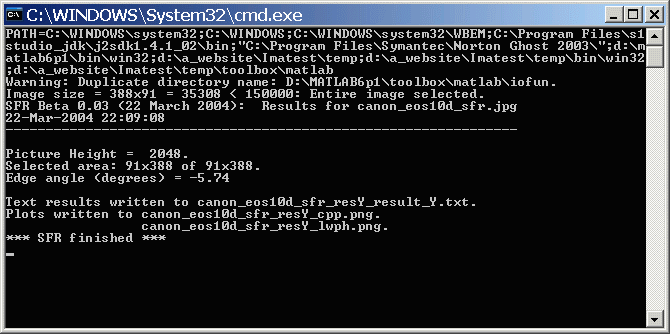 C:\WINDOWS\System32\cmd.exe
PATH=C:\WINDOWS\system32;C:\WINDOWS;C:\WINDOWS\system32\WBEM;C:\Program Files\s1
studio_jdk\j2sdk1.4.1_02\bin;"C:\Program Files\Symantec\Norton Ghost 2003\";d:\m
atlab6p1\bin\win32;d:\a_website\Imatest\temp;d:\a_website\Imatest\temp\bin\win32
;d:\a_website\Imatest\temp\toolbox\matlab
Warning: Duplicate directory name: D:\MATLAB6p1\toolbox\matlab\iofun.
Image size = 388x91 = 35308 < 150000: Entire image selected.
SFR Beta 0.03 (22 March 2004):  Results for canon_eos10d_sfr.jpg
22-Mar-2004 22:09:08
----------------------------------------------------------------
Picture Height =  2048.
Selected area: 91x388 of 91x388.
Edge angle (degrees) = -5.74
Text results written to canon_eos10d_sfr_resY_result_Y.txt.
Plots written to canon_eos10d_sfr_resY_cpp.png.
canon_eos10d_sfr_resY_lwph.png.
*** SFR finished ***